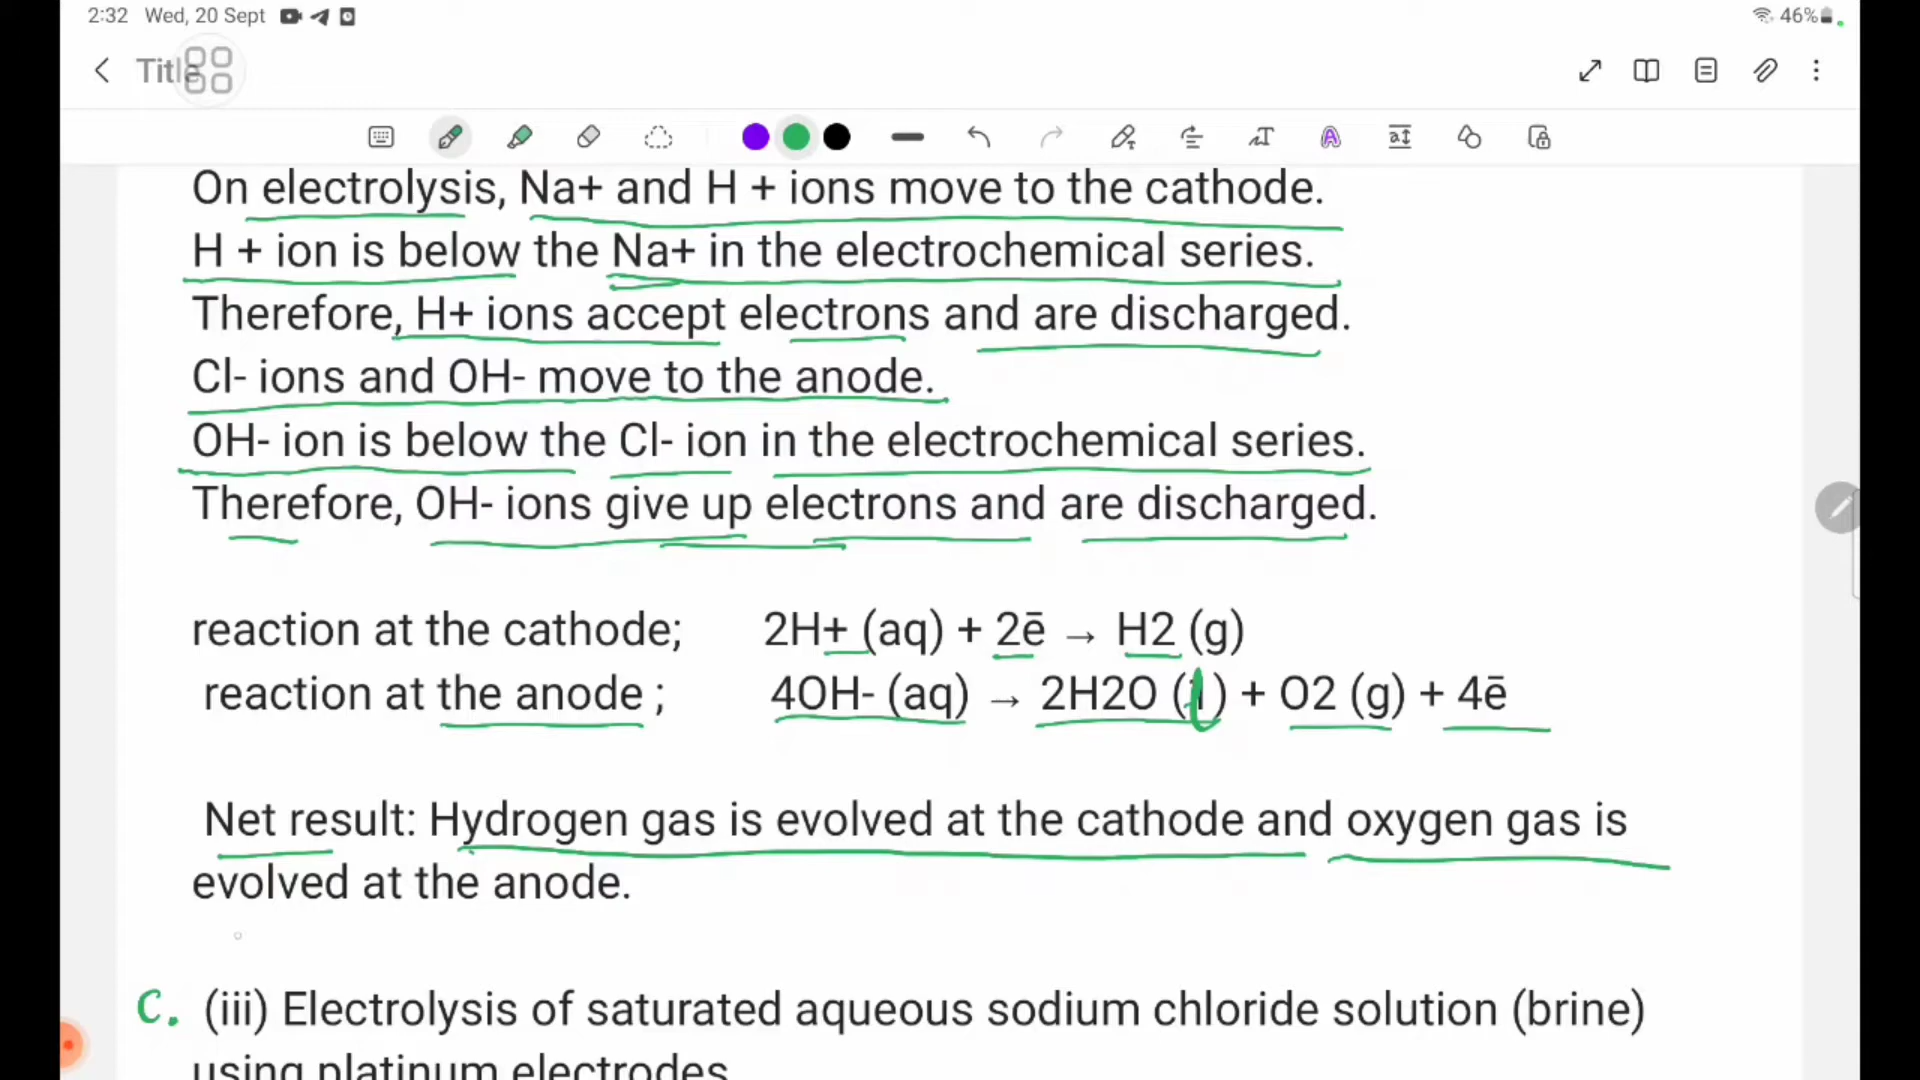 2:32 Wed, 20 Sept
46%
Title
On electrolysis, Na+ and H + ions move to the cathode.
H + ion is below the Na+ in the electrochemical series.
Therefore, H+ ions accept electrons and are discharged.
Cl- ions and OH- move to the anode.
OH- ion is below the Cl- ion in the electrochemical series.
Therefore, OH- ions give up electrons and are discharged.
reaction at the cathode; 2H+ (aq) + 2ē → H2 (g)
reaction at the anode ; 4OH- (aq) → 2H2O (l) + O2 (g) + 4ē
Net result: Hydrogen gas is evolved at the cathode and oxygen gas is
evolved at the anode.
C. (iii) Electrolysis of saturated aqueous sodium chloride solution (brine)
using platinum electrodes